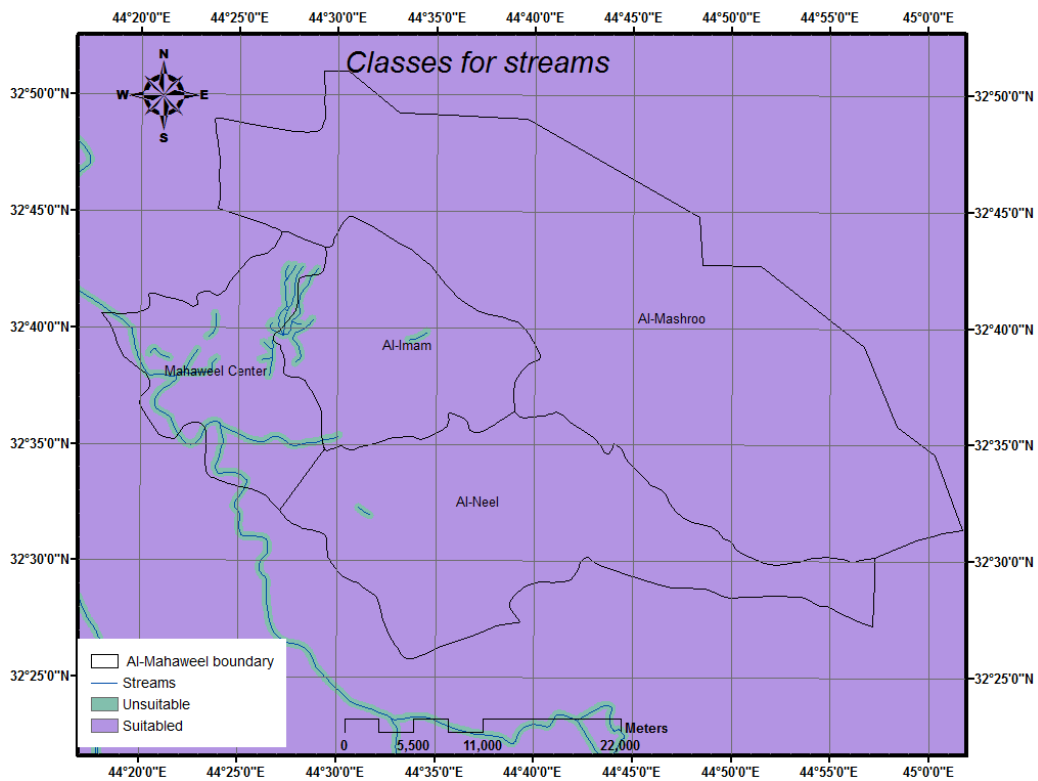 44°20'0"E 44°25'0"E 44°30'0"E 44°35'0"E 44°40'0"E 44°45'0"E 44°50'0"E 44°55'0"E 45°0'0"E
Classes for streams
N
W E
S
32°50'0"N 32°50'0"N
32°45'0"N 32°45'0"N
32°40'0"N 32°40'0"N
Al-Mashroo
Al-Imam
Mahaweel Center
32°35'0"N 32°35'0"N
Al-Neel
32°30'0"N 32°30'0"N
32°25'0"N 32°25'0"N
Al-Mahaweel boundary
Streams
Unsuitable
Suitabled
Meters
0 5,500 11,000 22,000
44°20'0"E 44°25'0"E 44°30'0"E 44°35'0"E 44°40'0"E 44°45'0"E 44°50'0"E 44°55'0"E 45°0'0"E